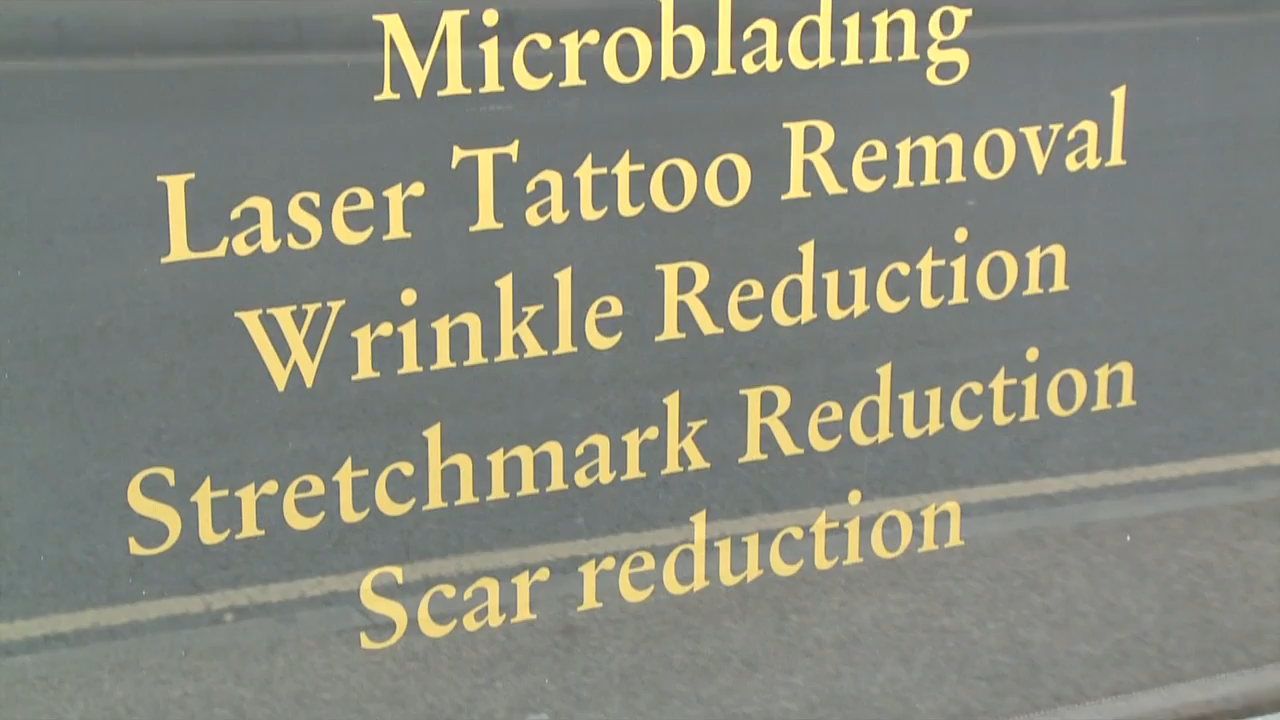 Microblading
Laser Tattoo Removal
Wrinkle Reduction
Stretchmark Reduction
Scar reduction